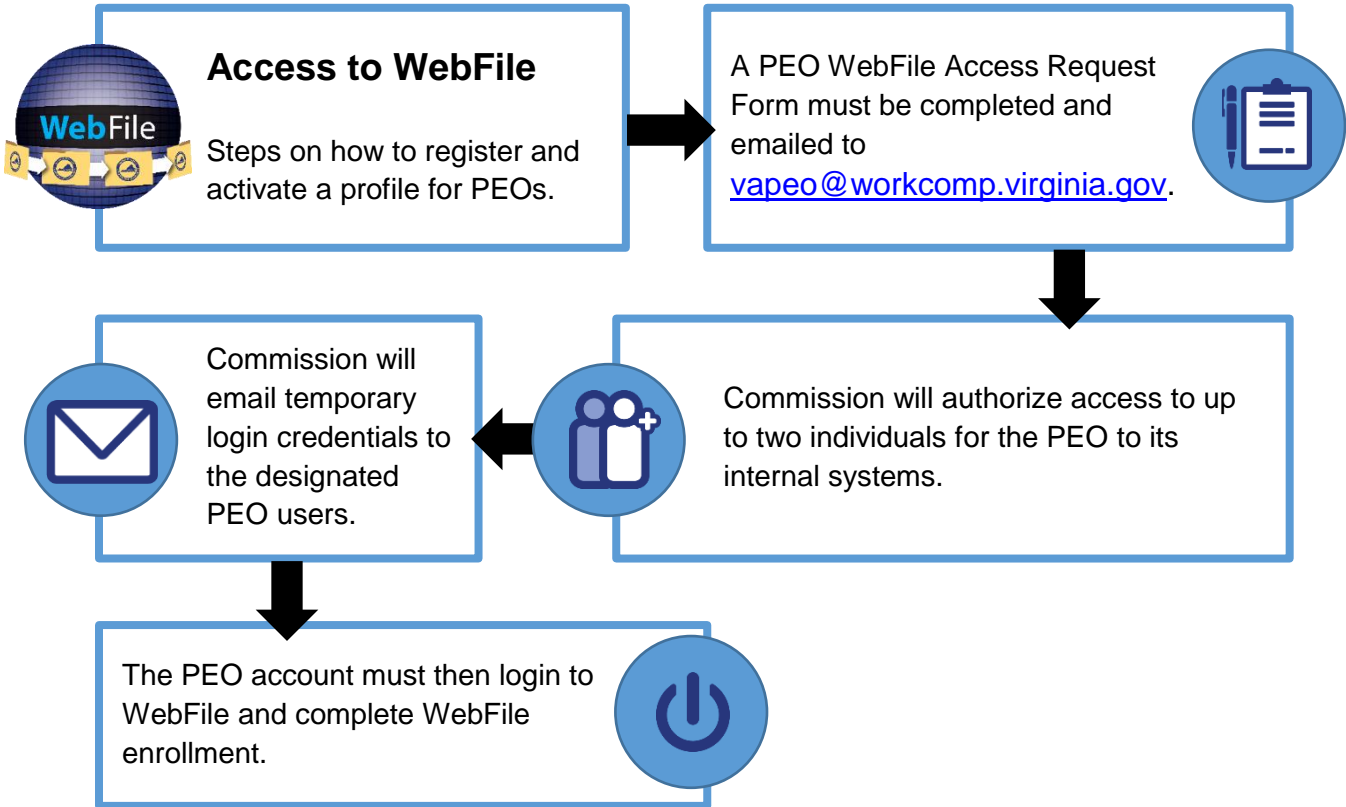 WebFile
Access to WebFile
Steps on how to register and
activate a profile for PEOs.
A PEO WebFile Access Request
Form must be completed and
emailed to
vapeo@workcomp.virginia.gov.
Commission will authorize access to up
to two individuals for the PEO to its
internal systems.
Commission will
email temporary
login credentials to
the designated
PEO users.
The PEO account must then login to
WebFile and complete WebFile
enrollment.